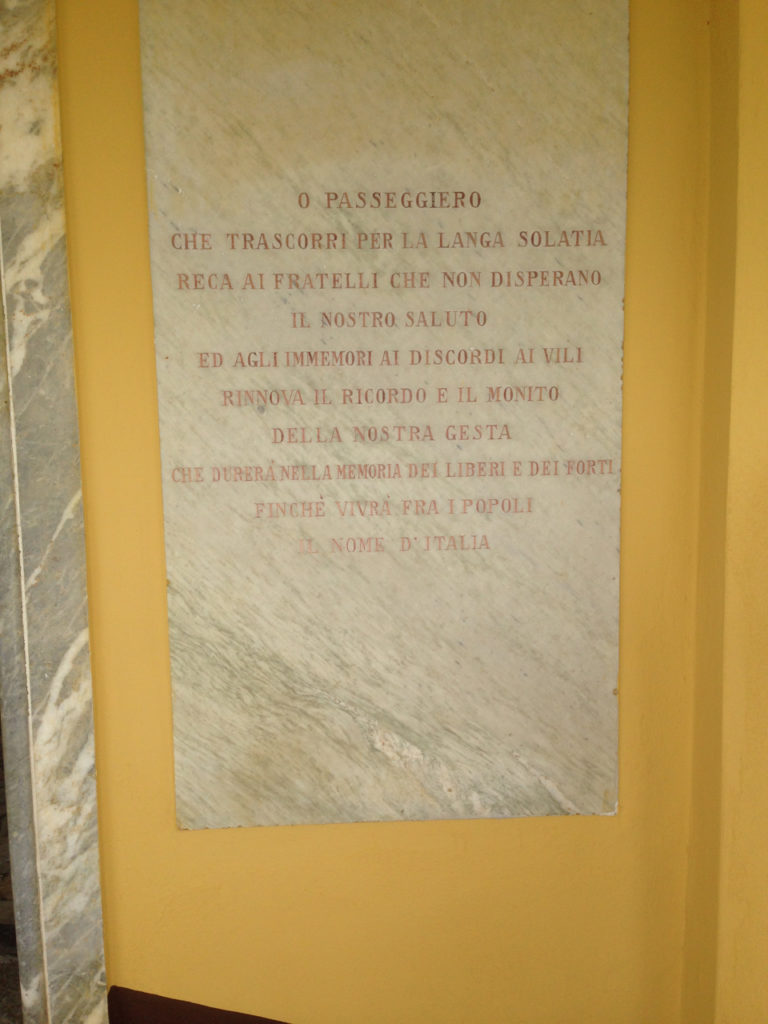 O PASSEGGIERO
CHE TRASCORRI PER LA LANGA SOLATIA
RECA AI FRATELLI CHE NON DISPERANO
IL NOSTRO SALUTO
ED AGLI IMMEMORI AI DISCORDI AI VILI
RINNOVA IL RICORDO E IL MONITO
DELLA NOSTRA GESTA
CHE DURERÀ NELLA MEMORIA DEI LIBERI E DEI FORTI
FINCHÈ VIVRÀ FRA I POPOLI
IL NOME D'ITALIA